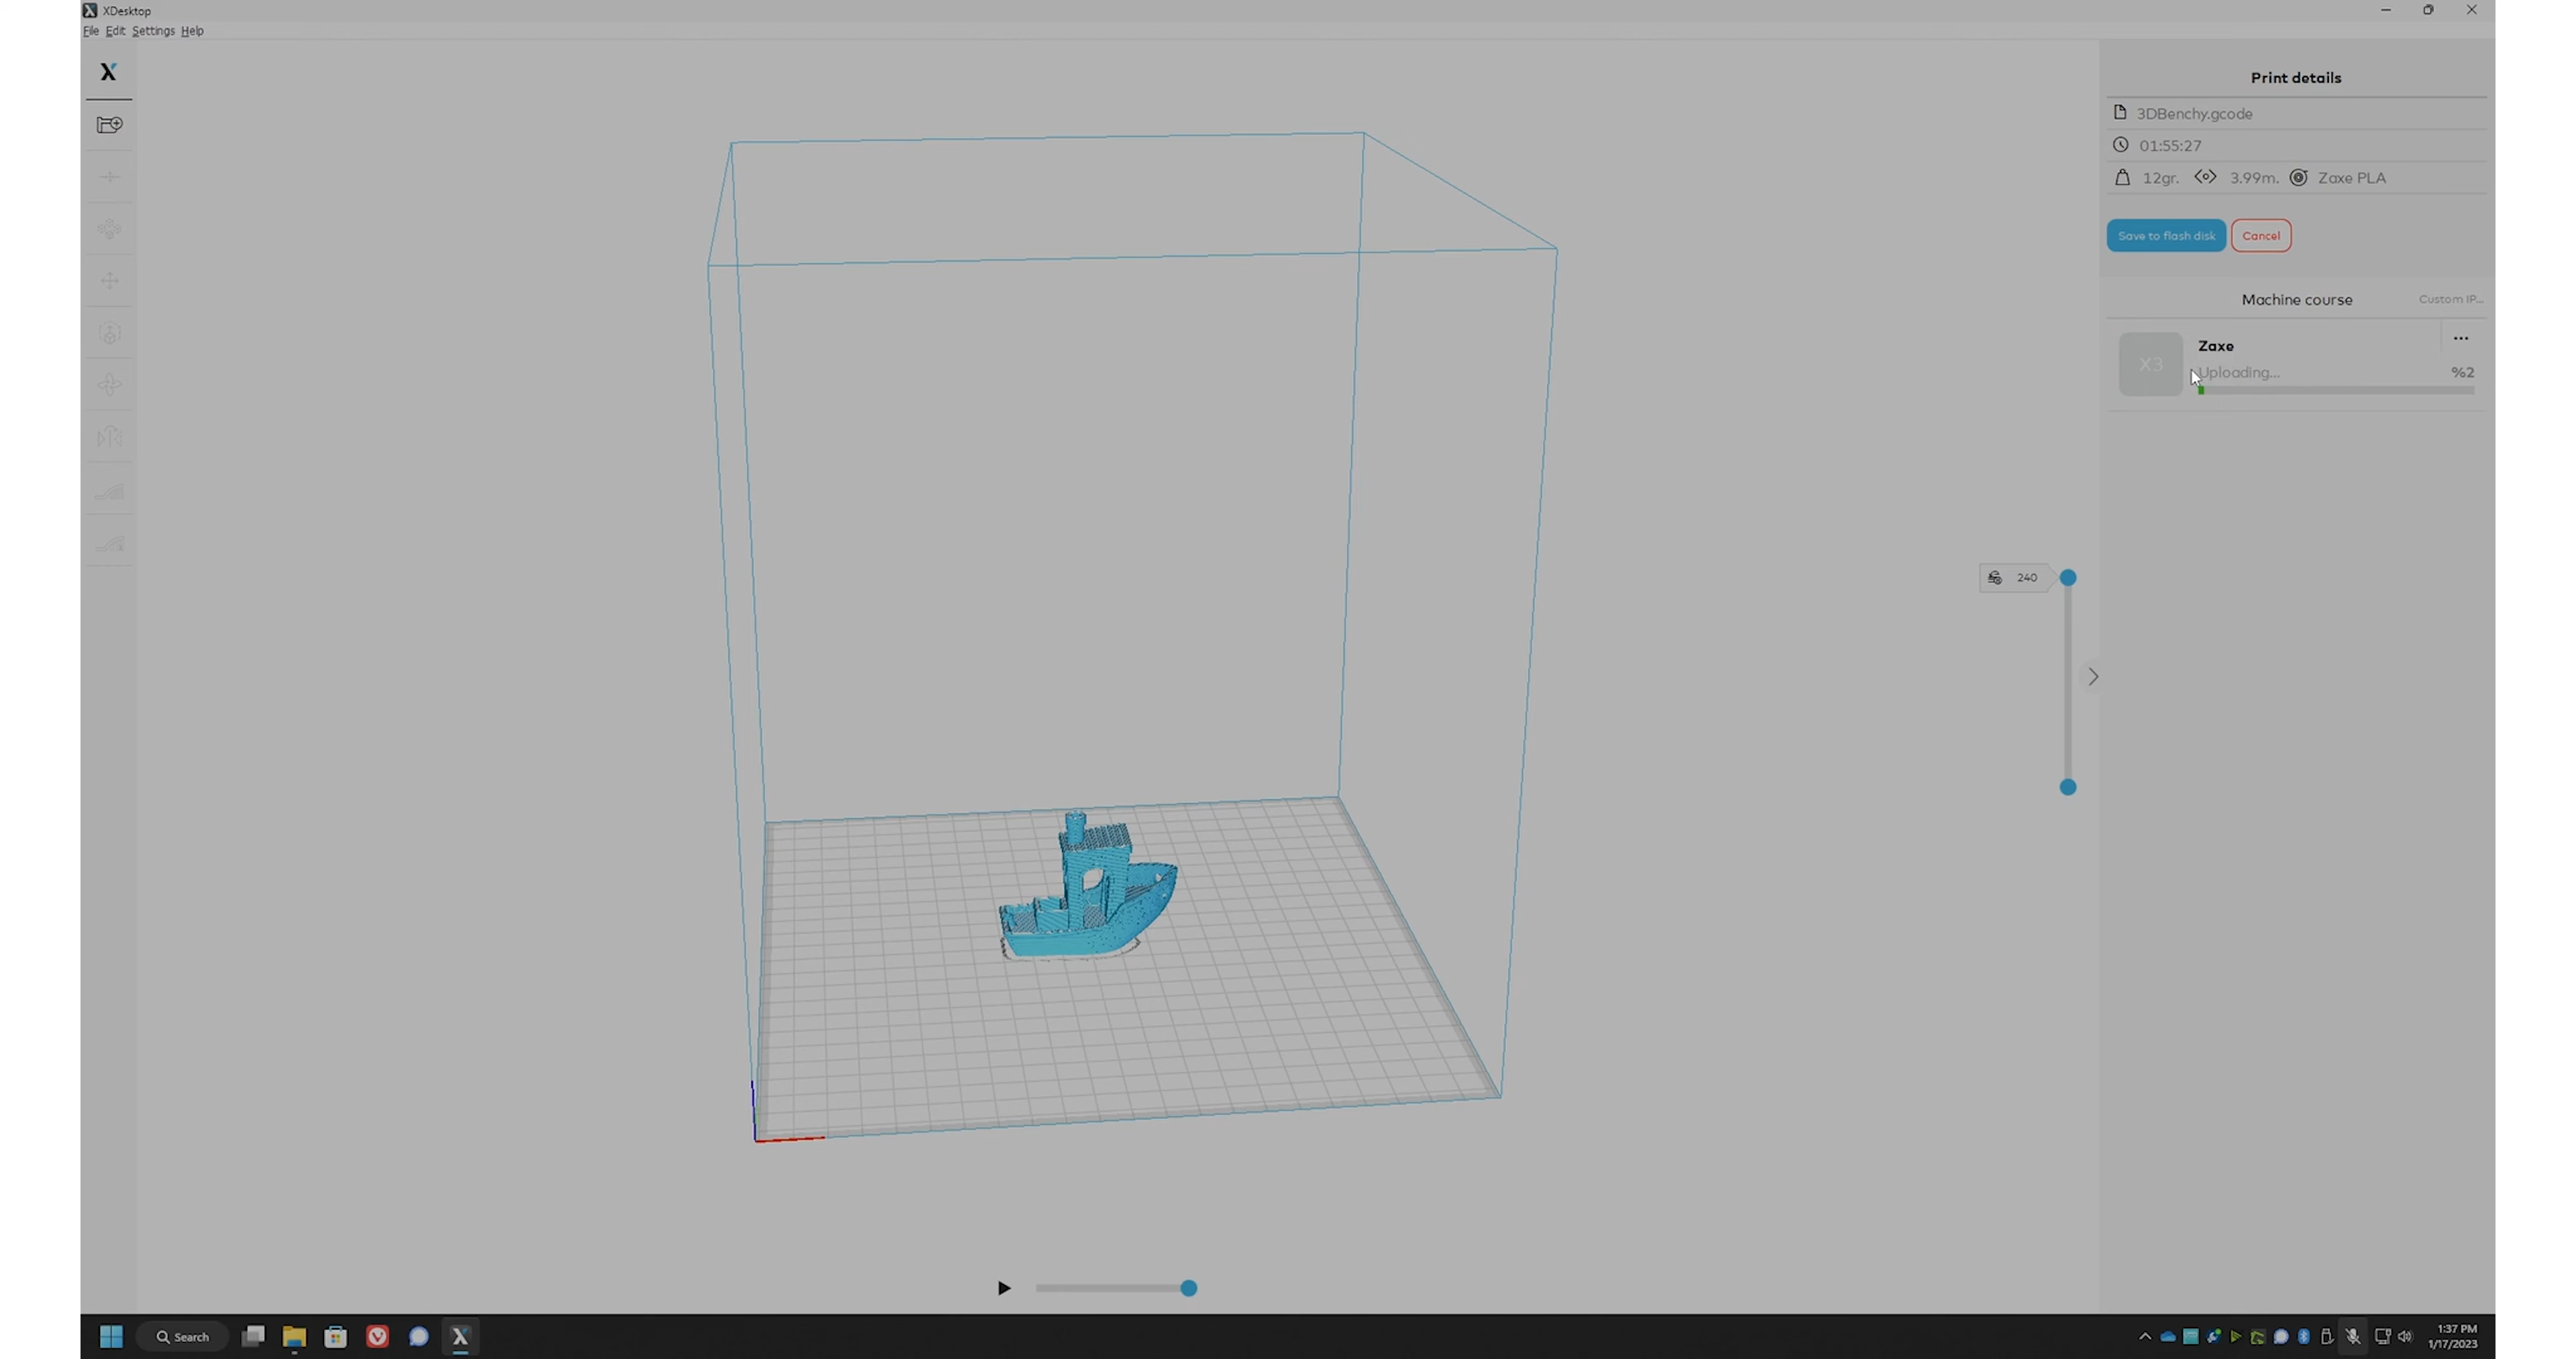 XDesktop
File Edit Settings Help
Print details
3DBenchy.gcode
01:55:27
12gr. 3.99m. Zaxe PLA
Save to flash disk Cancel
Machine course Custom IP...
X3
Zaxe
Uploading... %2
240
Search
1:37 PM
1/17/2023